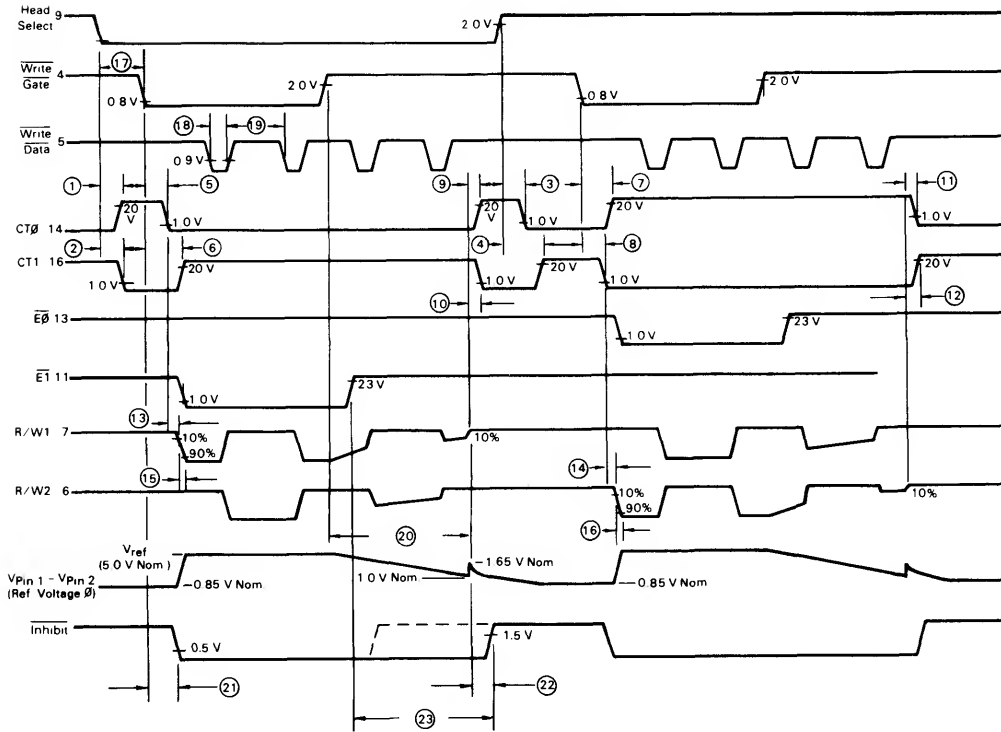 Head Select 9
2 0 V
Write Gate 4
17
0 8 V
2 0 V
0 8 V
2 0 V
Write Data 5
18
19
0 9 V
1
5
9
3
7
11
CTØ 14
20 V
1 0 V
20 V
1 0 V
20 V
1 0 V
2
6
4
8
CT1 16
1 0 V
20 V
1 0 V
20 V
1 0 V
20 V
10
12
EØ 13
1 0 V
23 V
E1 11
1 0 V
23 V
13
R/W1 7
10%
90%
10%
15
14
R/W2 6
10%
90%
10%
16
20
Vref
(5 0 V Nom)
VPin 1 – VPin 2
(Ref Voltage Ø)
0.85 V Nom
1 0 V Nom
1 65 V Nom
0.85 V Nom
Inhibit
0.5 V
1.5 V
21
22
23